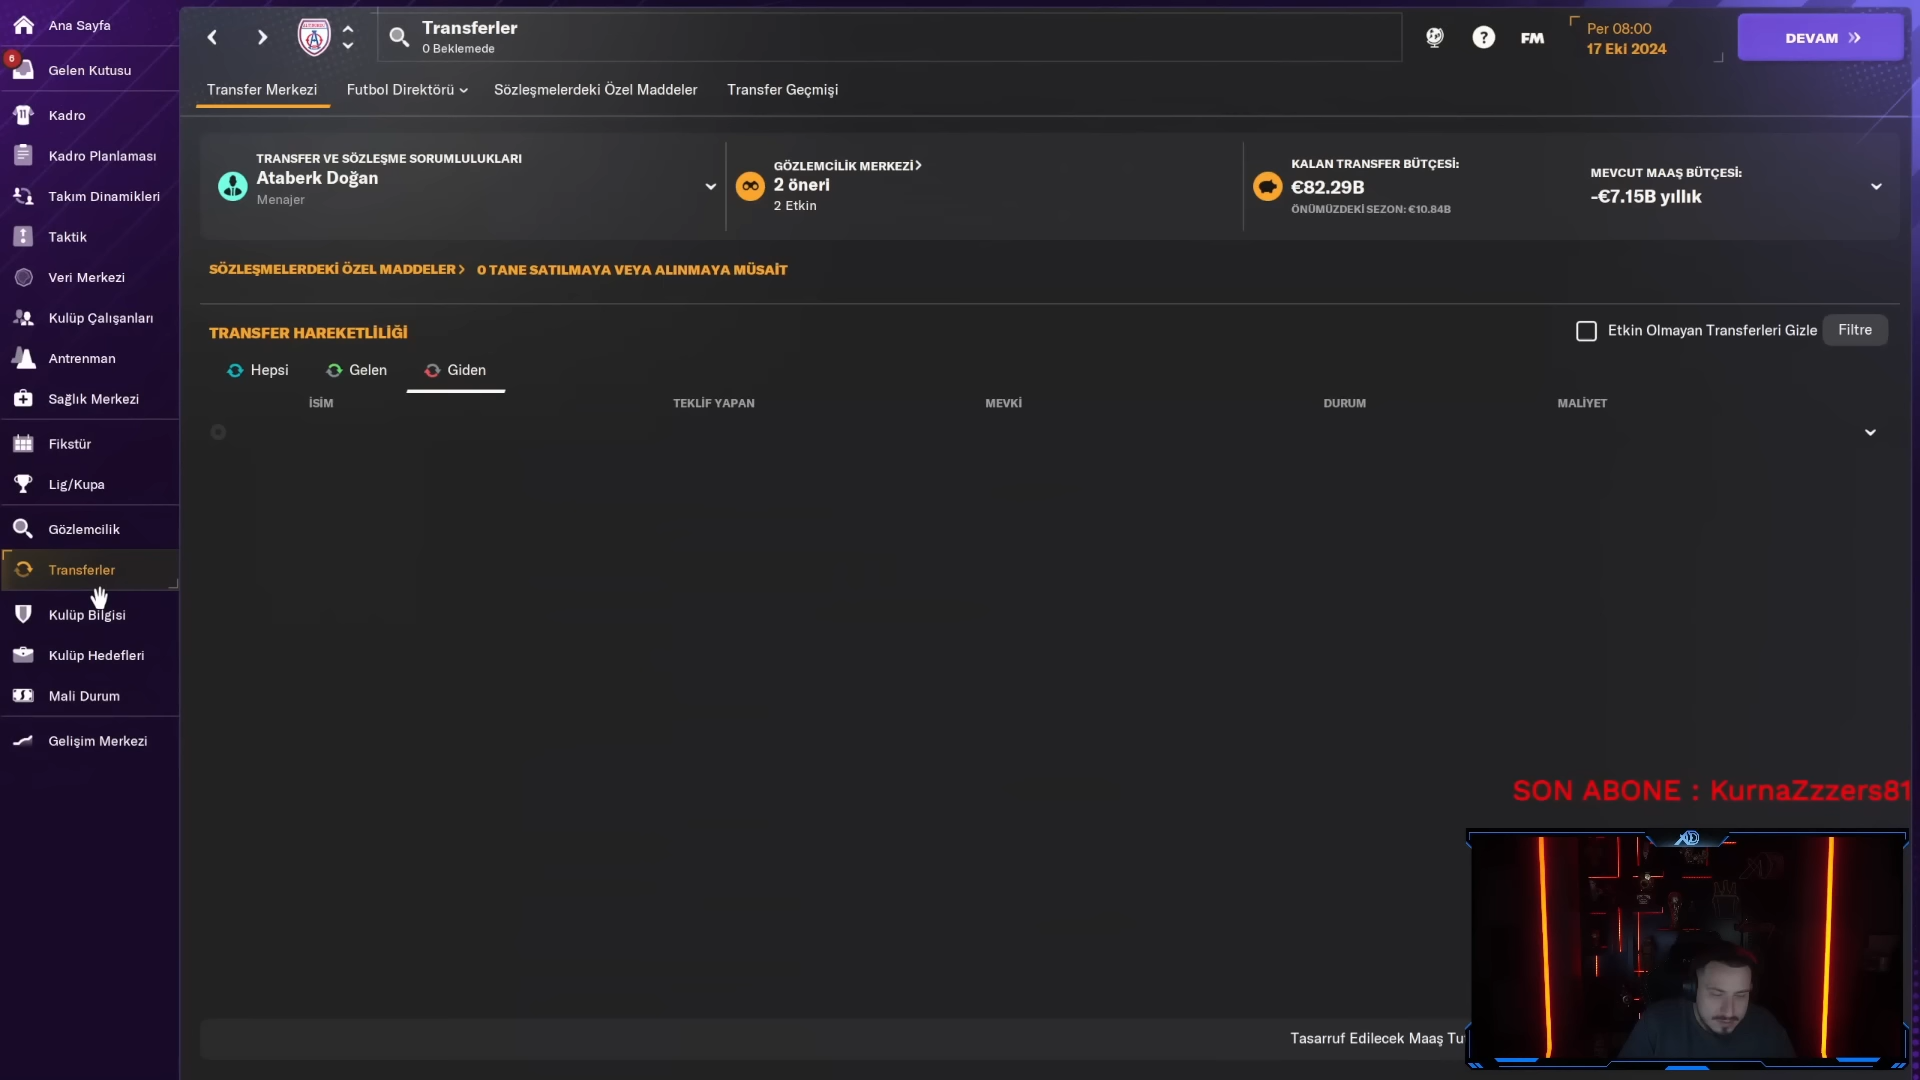 Ana Sayfa
6
Gelen Kutusu
11
Kadro
Kadro Planlaması
Takım Dinamikleri
Taktik
Veri Merkezi
Kulüp Çalışanları
Antrenman
Sağlık Merkezi
Fikstür
Lig/Kupa
Gözlemcilik
Transferler
Kulüp Bilgisi
Kulüp Hedefleri
Mali Durum
Gelişim Merkezi
Transferler
0 Beklemede
?
FM
Per 08:00
17 Eki 2024
DEVAM
Transfer Merkezi
Futbol Direktörü
Sözleşmelerdeki Özel Maddeler
Transfer Geçmişi
TRANSFER VE SÖZLEŞME SORUMLULUKLARI
Ataberk Doğan
Menajer
GÖZLEMCİLİK MERKEZİ
2 öneri
2 Etkin
KALAN TRANSFER BÜTÇESİ:
€82.29B
ÖNÜMÜZDEKİ SEZON: €10.84B
MEVCUT MAAŞ BÜTÇESİ:
-€7.15B yıllık
SÖZLEŞMELERDEKİ ÖZEL MADDELER
0 TANE SATILMAYA VEYA ALINMAYA MÜSAİT
TRANSFER HAREKETLİLİĞİ
Etkin Olmayan Transferleri Gizle
Filtre
Hepsi
Gelen
Giden
İSİM
TEKLİF YAPAN
MEVKİ
DURUM
MALİYET
SON ABONE : KurnaZzzers81
AD
Tasarruf Edilecek Maaş Tu